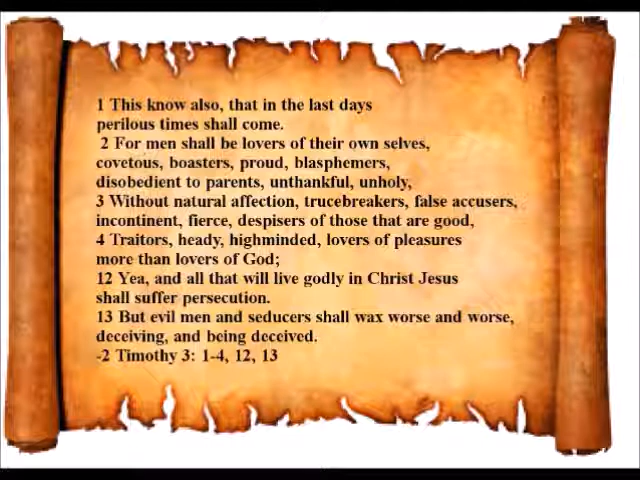 1 This know also, that in the last days
perilous times shall come.
2 For men shall be lovers of their own selves,
covetous, boasters, proud, blasphemers,
disobedient to parents, unthankful, unholy,
3 Without natural affection, trucebreakers, false accusers,
incontinent, fierce, despisers of those that are good,
4 Traitors, heady, highminded, lovers of pleasures
more than lovers of God;
12 Yea, and all that will live godly in Christ Jesus
shall suffer persecution.
13 But evil men and seducers shall wax worse and worse,
deceiving, and being deceived.
-2 Timothy 3: 1-4, 12, 13